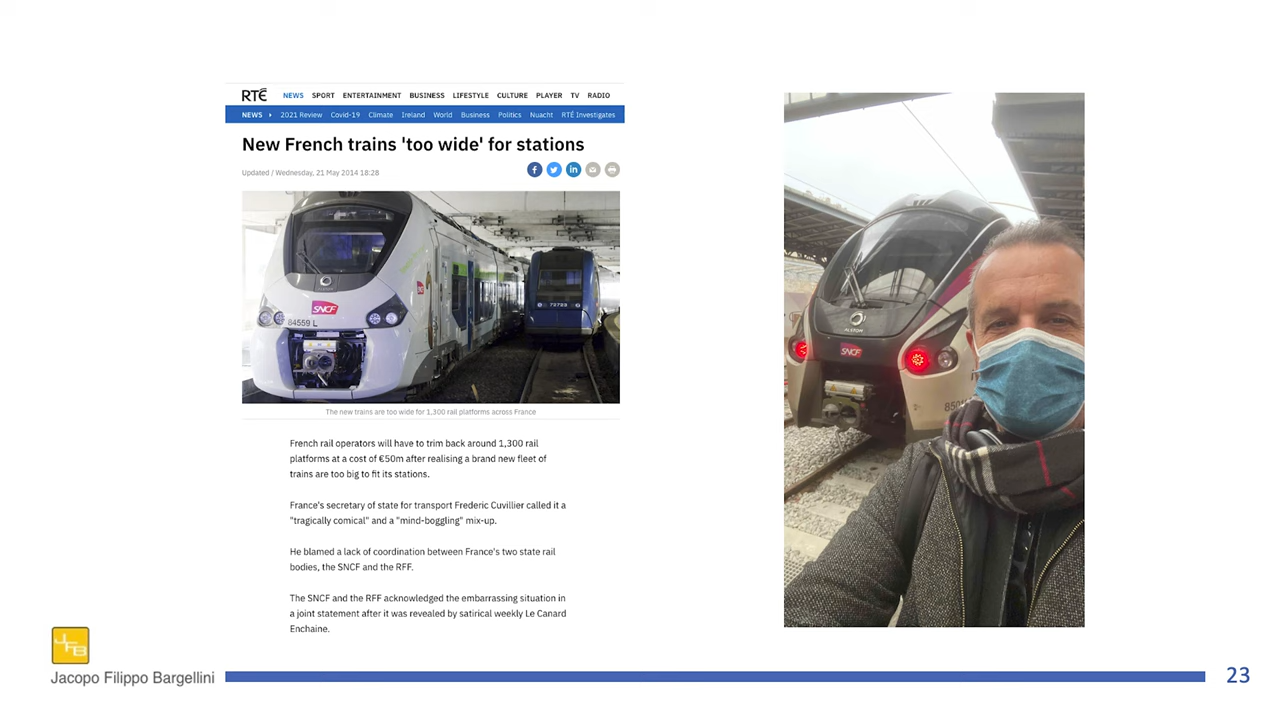 RTÉ NEWS SPORT ENTERTAINMENT BUSINESS LIFESTYLE CULTURE PLAYER TV RADIO
NEWS 2021 Review Covid-19 Climate Ireland World Business Politics Nuacht RTÉ Investigates
New French trains 'too wide' for stations
Updated / Wednesday, 21 May 2014 18:28
SNCF
84559 L
72723
The new trains are too wide for 1,300 rail platforms across France
French rail operators will have to trim back around 1,300 rail
platforms at a cost of €50m after realising a brand new fleet of
trains are too big to fit its stations.
France's secretary of state for transport Frederic Cuvillier called it a
"tragically comical" and a "mind-boggling" mix-up.
He blamed a lack of coordination between France's two state rail
bodies, the SNCF and the RFF.
The SNCF and the RFF acknowledged the embarrassing situation in
a joint statement after it was revealed by satirical weekly Le Canard
Enchaine.
ALSTOM
SNCF
JFB
Jacopo Filippo Bargellini
23